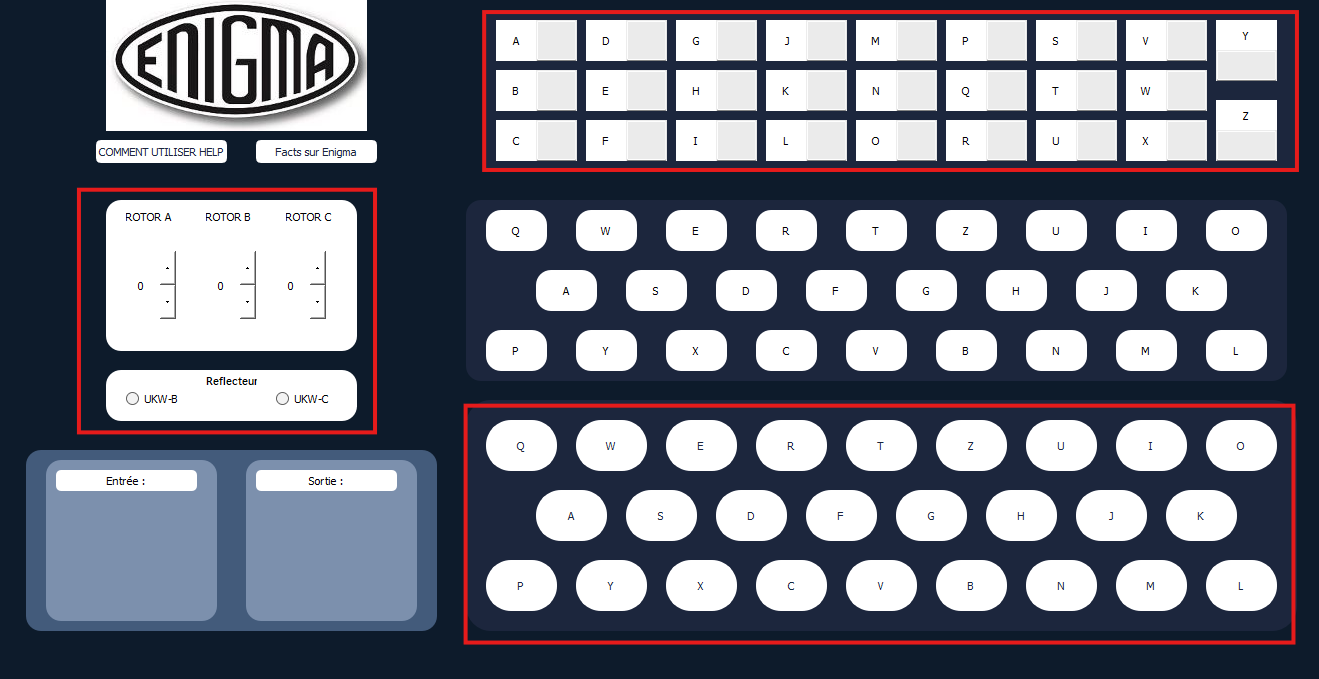 ENIGMA
COMMENT UTILISER HELP
Facts sur Enigma
A D G J M P S V Y
B E H K N Q T W
Z
C F I L O R U X
ROTOR A ROTOR B ROTOR C
0 0 0
Reflecteur
UKW-B UKW-C
Entrée :
Sortie :
Q W E R T Z U I O
A S D F G H J K
P Y X C V B N M L
Q W E R T Z U I O
A S D F G H J K
P Y X C V B N M L